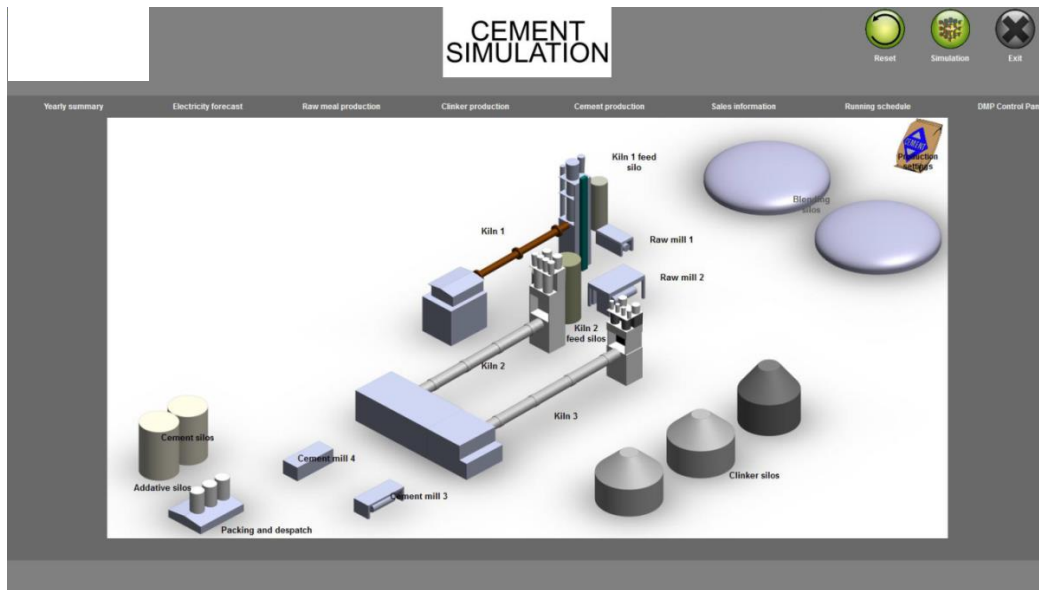 CEMENT
SIMULATION
Reset
Simulation
Exit
Yearly summary
Electricity forecast
Raw meal production
Clinker production
Cement production
Sales information
Running schedule
DMP Control Pan
Kiln 1 feed
silo
CEMENT
Production
settings
Blending
silos
Kiln 1
Raw mill 1
Raw mill 2
Kiln 2
feed silos
Kiln 2
Kiln 3
Cement silos
Cement mill 4
Clinker silos
Addative silos
Cement mill 3
Packing and despatch